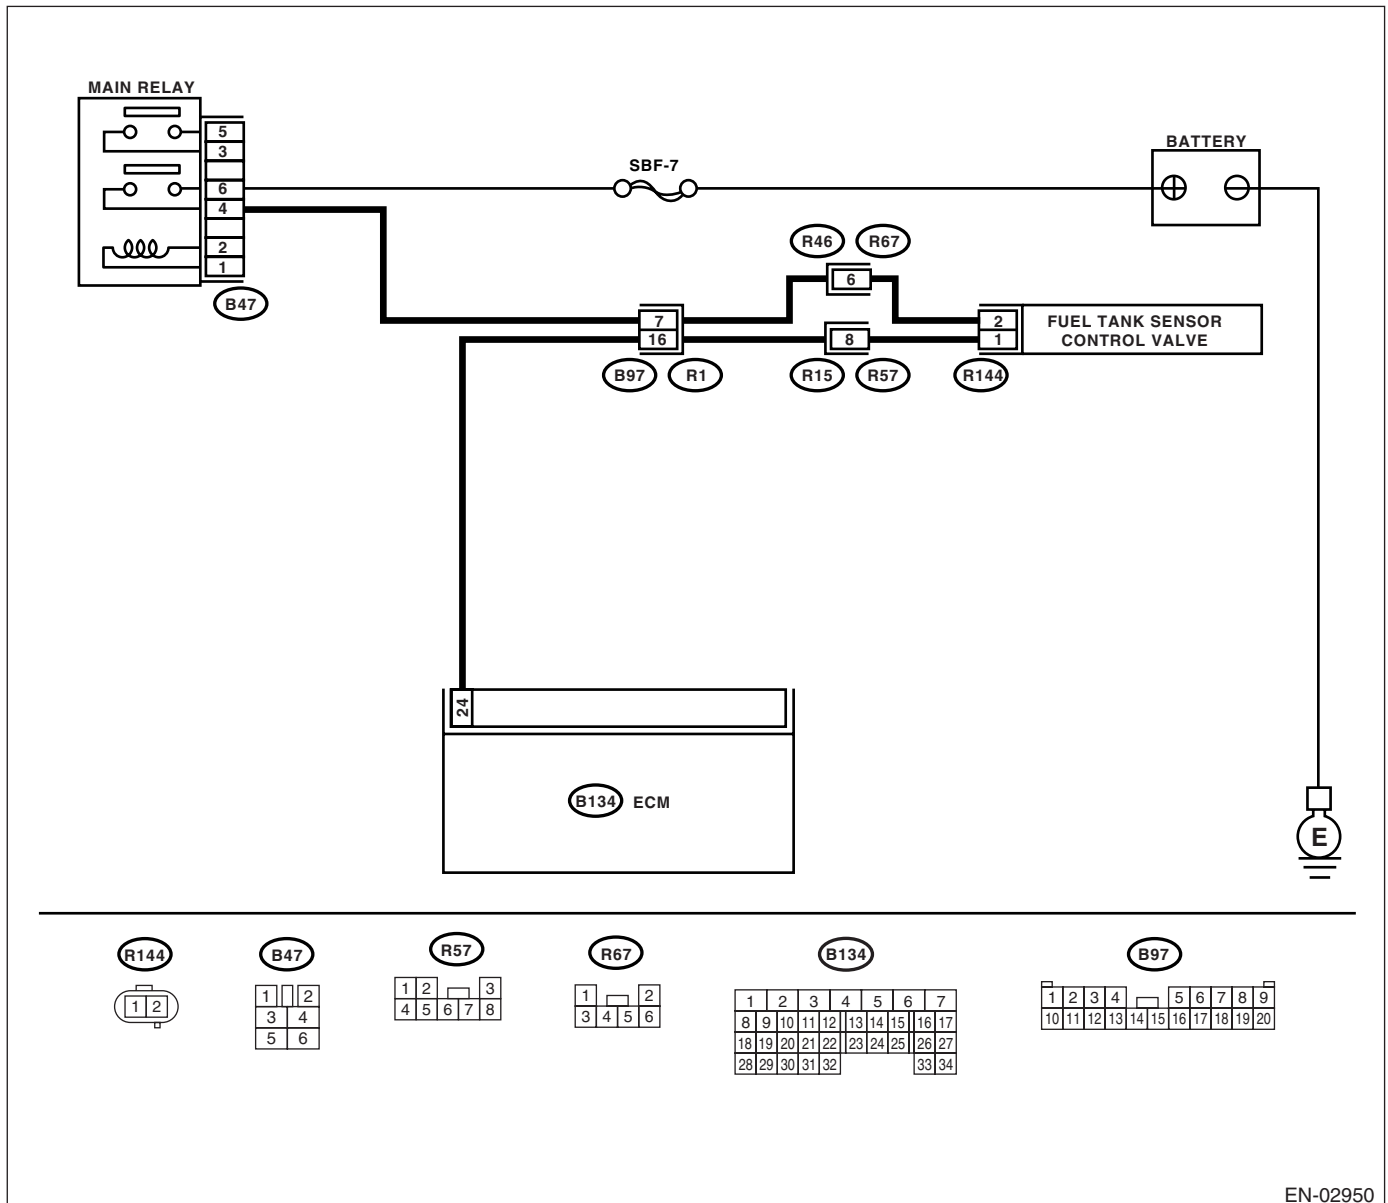 MAIN RELAY
5
3
6
4
2
1
B47
SBF-7
BATTERY
R46 R67
6
7
16
8
2
1
FUEL TANK SENSOR
CONTROL VALVE
B97 R1 R15 R57 R144
24
B134 ECM
E
R144 B47 R57 R67 B134 B97
1 2
1 2
3 4
5 6
1 2 3
4 5 6 7 8
1 2
3 4 5 6
1 2 3 4 5 6 7
8 9 10 11 12 13 14 15 16 17
18 19 20 21 22 23 24 25 26 27
28 29 30 31 32 33 34
1 2 3 4 5 6 7 8 9
10 11 12 13 14 15 16 17 18 19 20
EN-02950